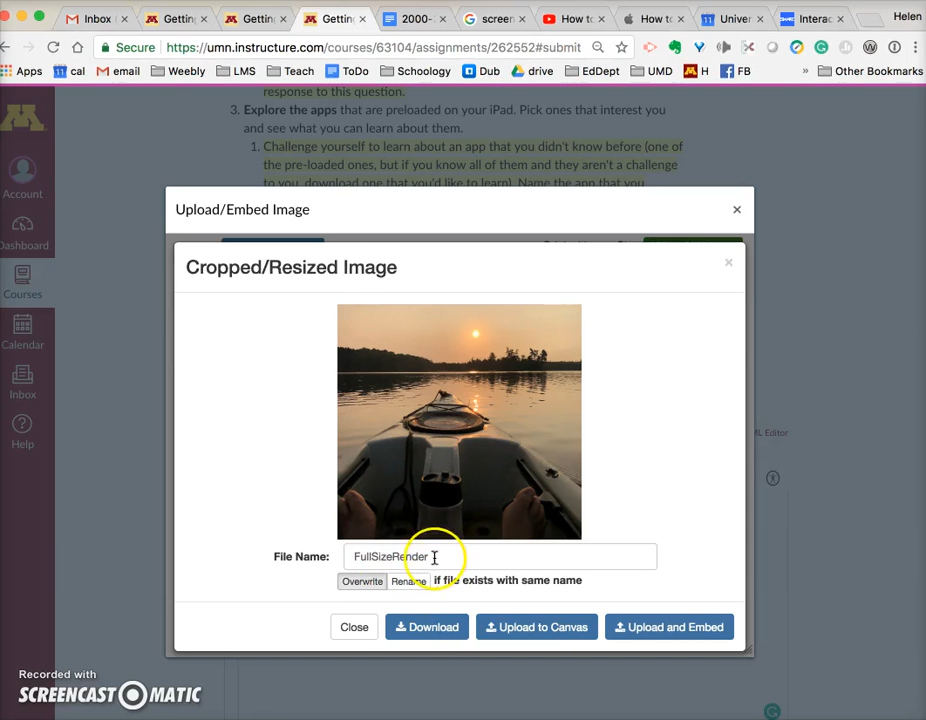 Inbox
Getting
Getting
Getting
2000-
screen
How to
How to
Univer
Interac
Helen
Secure
https://umn.instructure.com/courses/63104/assignments/262552#submit
Apps
cal
email
Weebly
LMS
Teach
ToDo
Schoology
Dub
drive
EdDept
UMD
H
FB
»
Other Bookmarks
response to this question.
3. Explore the apps that are preloaded on your iPad. Pick ones that interest you
and see what you can learn about them.
1. Challenge yourself to learn about an app that you didn't know before (one of
the pre-loaded ones, but if you know all of them and they aren't a challenge
to you, download one that you'd like to learn). Name the app that you
Account
Dashboard
Courses
Calendar
Inbox
Help
Upload/Embed Image
×
Cropped/Resized Image
×
File Name: FullSizeRender
Overwrite Rename if file exists with same name
Close Download Upload to Canvas Upload and Embed
ML Editor
Recorded with
SCREENCAST O MATIC